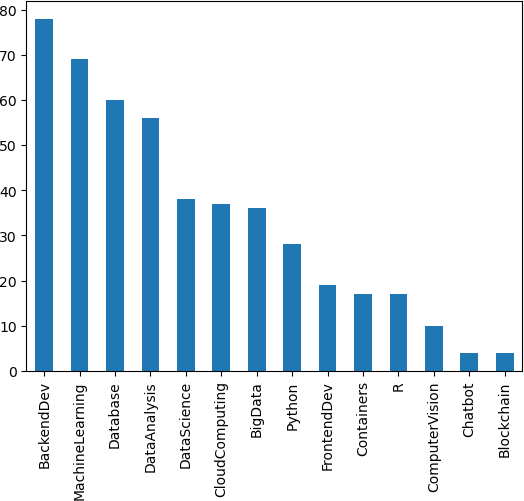 80
70
60
50
40
30
20
10
0
BackendDev
MachineLearning
Database
DataAnalysis
DataScience
CloudComputing
BigData
Python
FrontendDev
Containers
R
ComputerVision
Chatbot
Blockchain